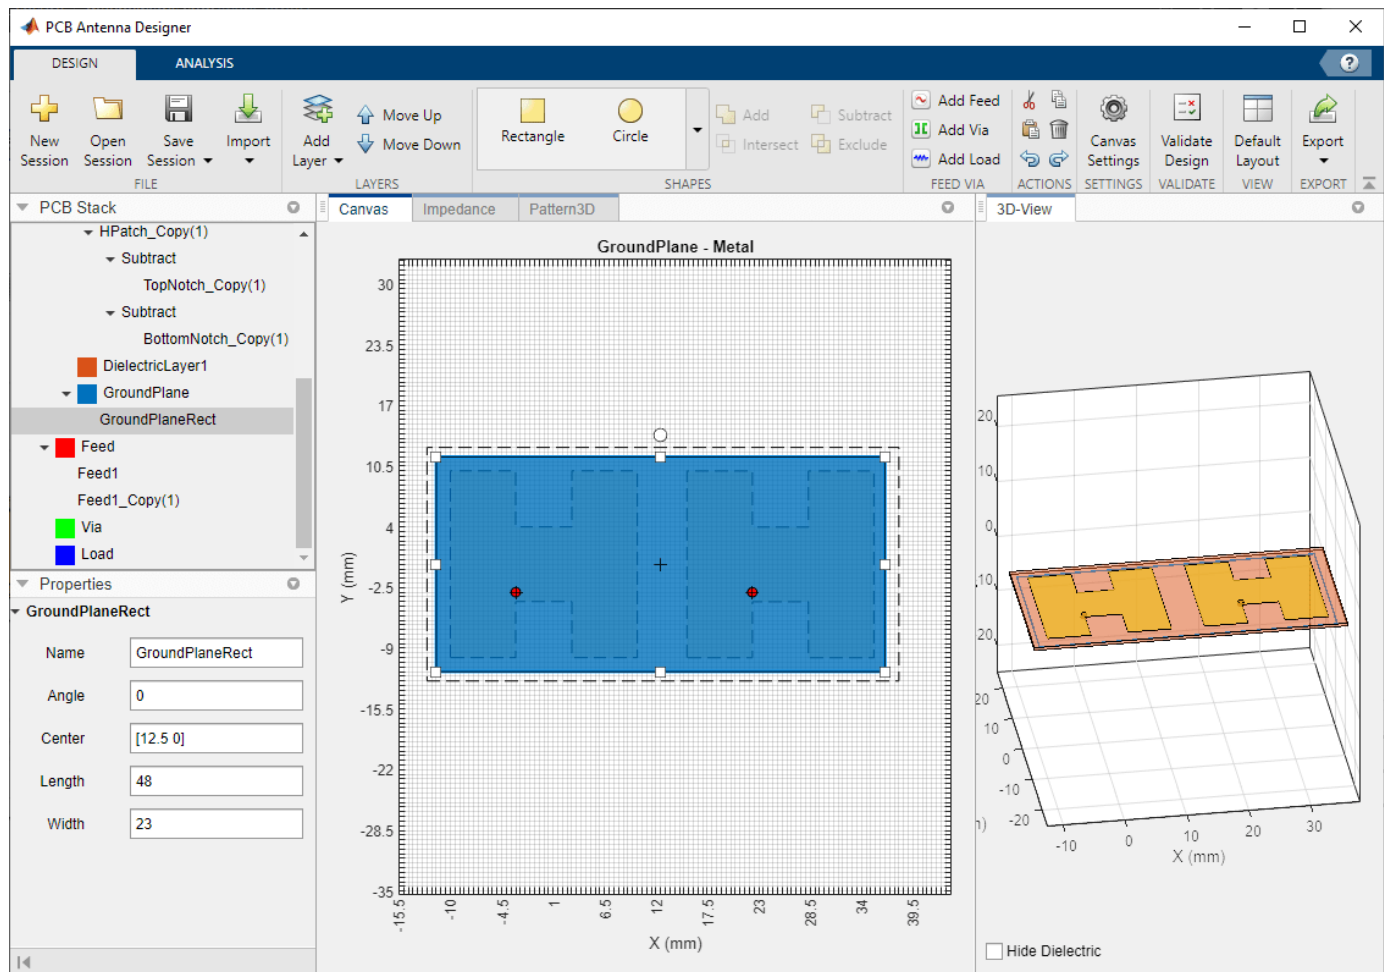 PCB Antenna Designer
DESIGN
ANALYSIS
?
New
Session
Open
Session
Save
Session
Import
FILE
Add
Layer
Move Up
Move Down
LAYERS
Rectangle
Circle
Add
Subtract
Intersect
Exclude
SHAPES
Add Feed
Add Via
Add Load
FEED VIA
ACTIONS
Canvas
Settings
SETTINGS
Validate
Design
VALIDATE
Default
Layout
VIEW
Export
EXPORT
PCB Stack
HPatch_Copy(1)
Subtract
TopNotch_Copy(1)
Subtract
BottomNotch_Copy(1)
DielectricLayer1
GroundPlane
GroundPlaneRect
Feed
Feed1
Feed1_Copy(1)
Via
Load
Properties
GroundPlaneRect
Name GroundPlaneRect
Angle 0
Center [12.5 0]
Length 48
Width 23
Canvas
Impedance
Pattern3D
GroundPlane - Metal
30
23.5
17
10.5
4
-2.5
-9
-15.5
-22
-28.5
-35
Y (mm)
-15.5
-10
-4.5
1
6.5
12
17.5
23
28.5
34
39.5
X (mm)
3D-View
20
10
0
10
20
20
10
0
-10
-20
-10
0
10
20
30
X (mm)
Hide Dielectric